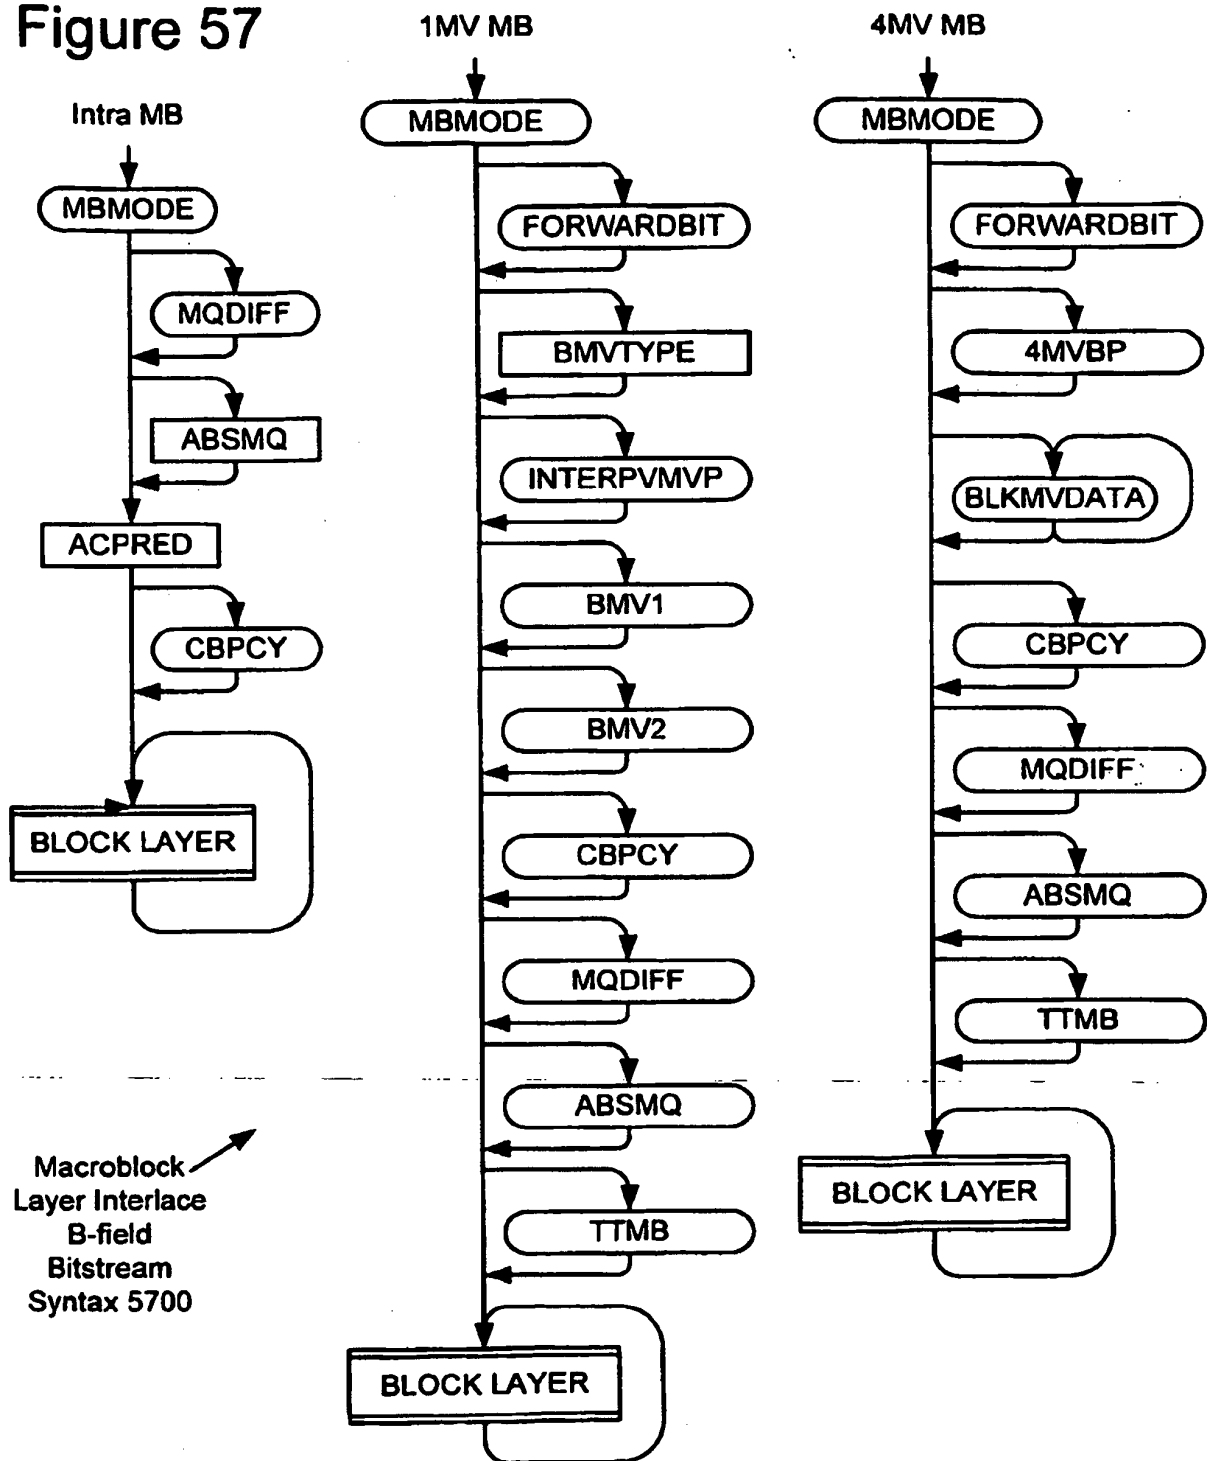 Figure 57
Intra MB
MBMODE
MQDIFF
ABSMQ
ACPRED
CBPCY
BLOCK LAYER
1MV MB
MBMODE
FORWARDBIT
BMVTYPE
INTERPVMVP
BMV1
BMV2
CBPCY
MQDIFF
ABSMQ
TTMB
BLOCK LAYER
4MV MB
MBMODE
FORWARDBIT
4MVBP
BLKMVDATA
CBPCY
MQDIFF
ABSMQ
TTMB
BLOCK LAYER
Macroblock
Layer Interlace
B-field
Bitstream
Syntax 5700